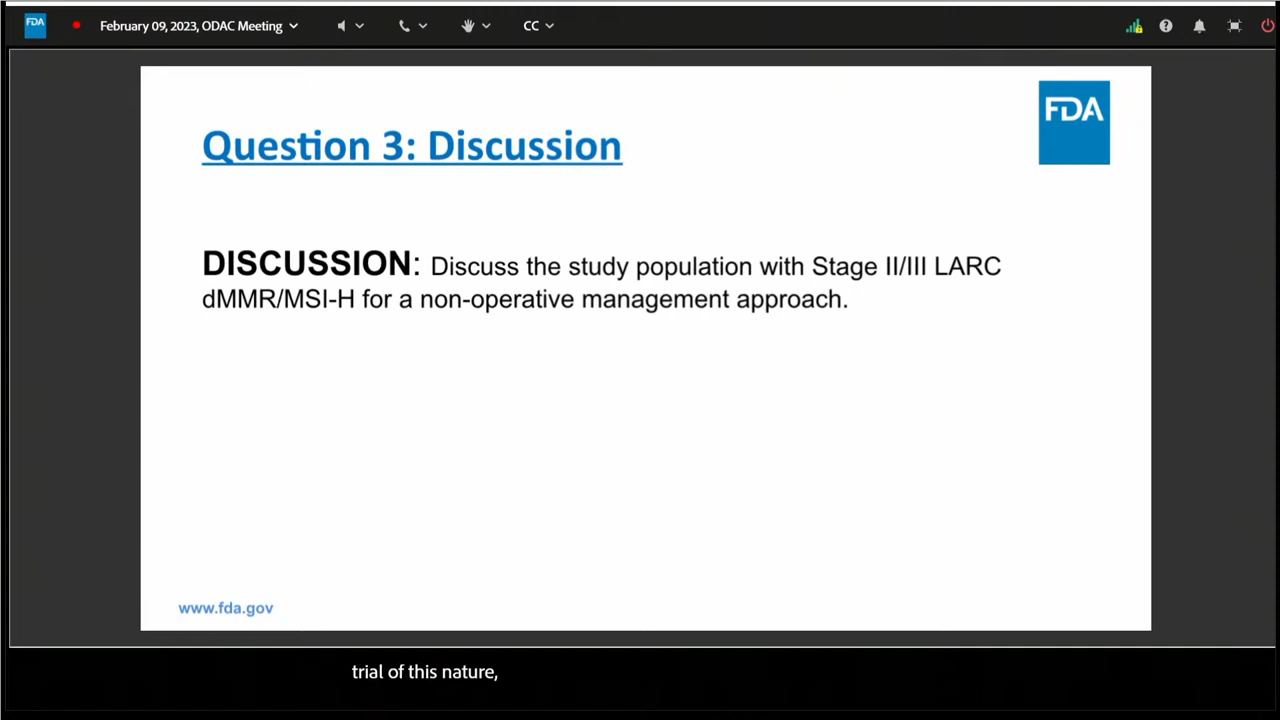 FDA
February 09, 2023, ODAC Meeting
CC
FDA
Question 3: Discussion
DISCUSSION: Discuss the study population with Stage II/III LARC
dMMR/MSI-H for a non-operative management approach.
www.fda.gov
trial of this nature,